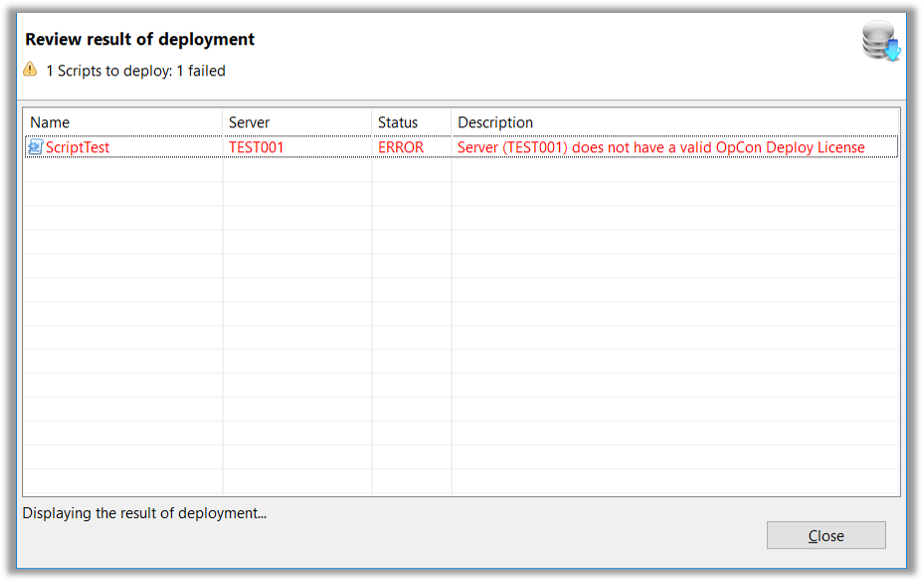 Review result of deployment
1 Scripts to deploy: 1 failed
Name Server Status Description
ScriptTest TEST001 ERROR Server (TEST001) does not have a valid OpCon Deploy License
Displaying the result of deployment...
Close